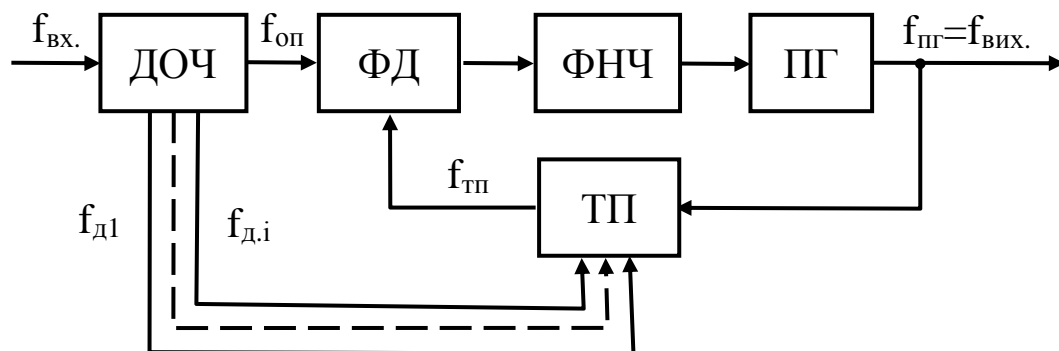 fвх.
ДОЧ
fоп
ФД
ФНЧ
ПГ
fпг=fвих.
fтп
ТП
fд1
fд.і